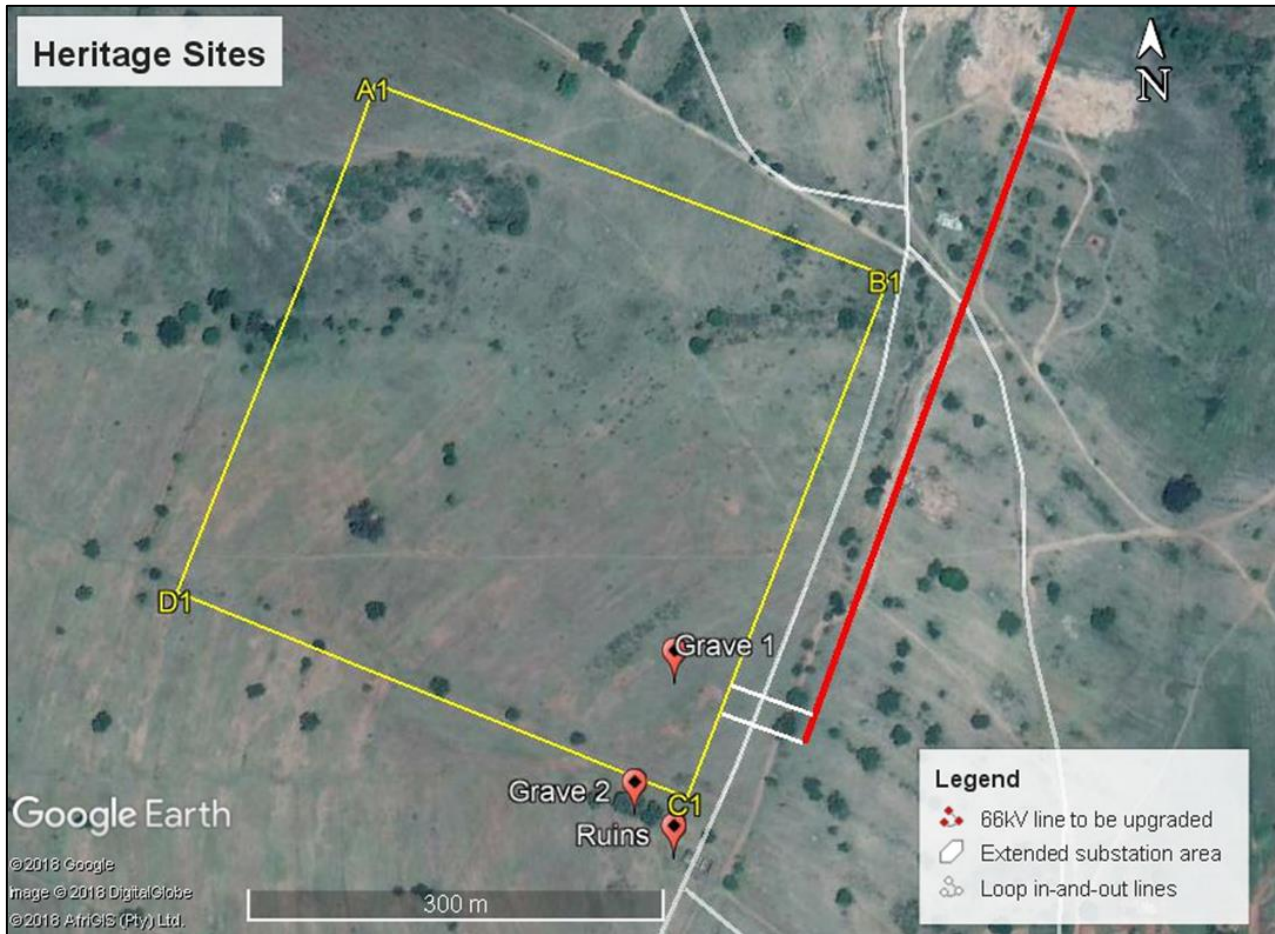 Heritage Sites
N
A1
B1
D1
Grave 1
Grave 2
C1
Ruins
Legend
66kV line to be upgraded
Extended substation area
Loop in-and-out lines
Google Earth
© 2018 Google
Image © 2018 DigitalGlobe
© 2018 AfriGIS (Pty) Ltd.
300 m